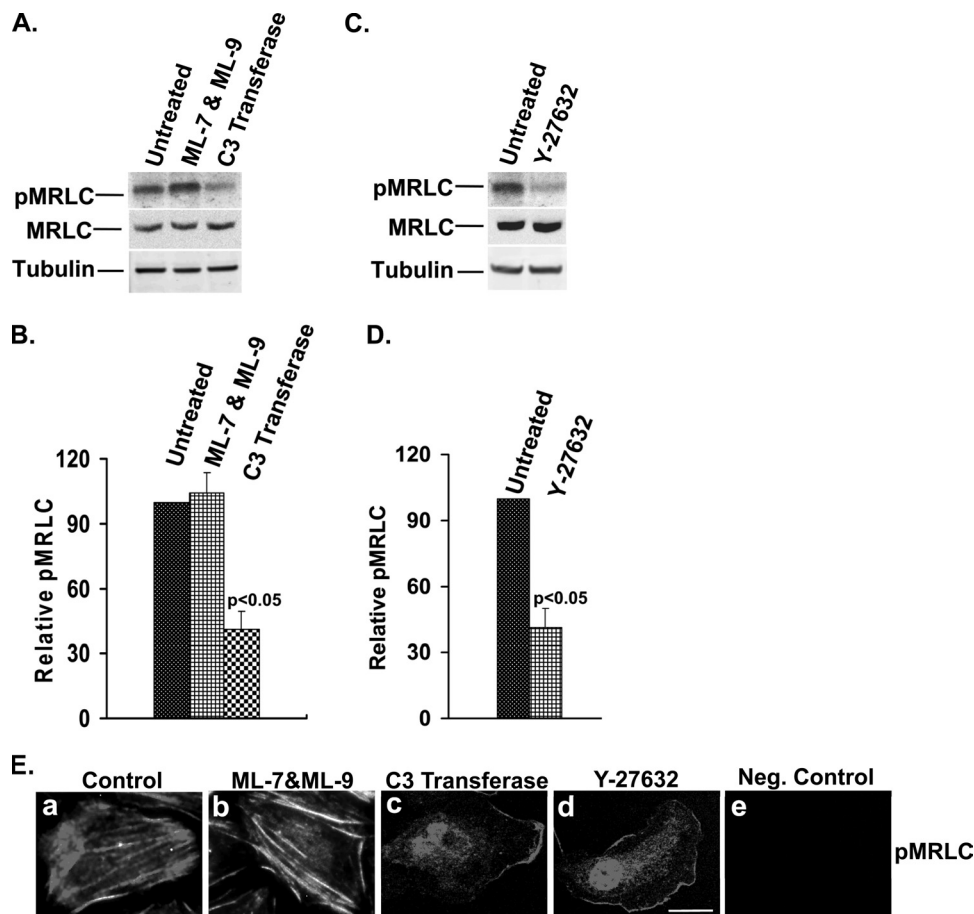 A.
Untreated
ML-7 & ML-9
C3 Transferase
pMRLC
MRLC
Tubulin
C.
Untreated
Y-27632
pMRLC
MRLC
Tubulin
B.
Untreated
ML-7 & ML-9
C3 Transferase
Relative pMRLC
120
90
60
30
0
p<0.05
D.
Untreated
Y-27632
Relative pMRLC
120
90
60
30
0
p<0.05
E.
Control
ML-7&ML-9
C3 Transferase
Y-27632
Neg. Control
a
b
c
d
e
pMRLC